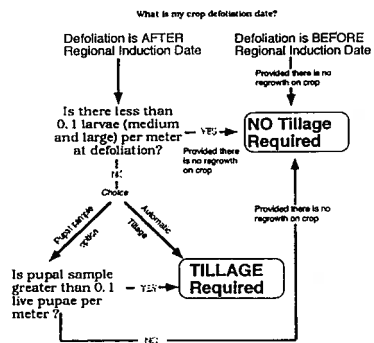 What is my crop defoliation date?
Defoliation is AFTER
Regional Induction Date
Defoliation is BEFORE
Regional Induction Date
Provided there is no
regrowth on crop
Is there less than
0.1 larvae (medium
and large) per meter
at defoliation?
YES
Provided there
is no regrowth
on crop
NO Tillage
Required
NO
Choice
Provided there is no
regrowth on crop
Pupal sample
option
Automatic
Tillage
Is pupal sample
greater than 0.1
live pupae per
meter ?
YES
TILLAGE
Required
NO